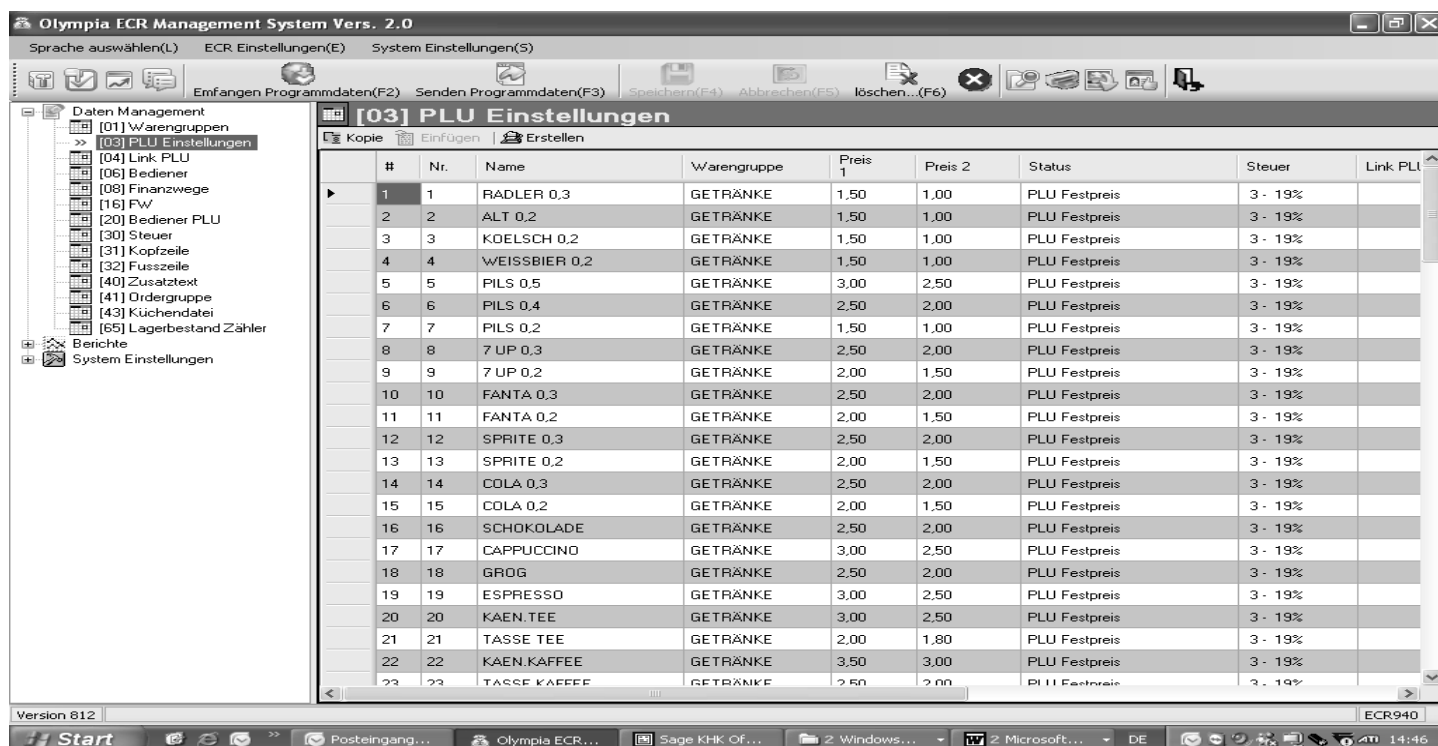 Olympia ECR Management System Vers. 2.0
Sprache auswählen(L) ECR Einstellungen(E) System Einstellungen(S)
Emfangen Programmdaten(F2) Senden Programmdaten(F3) Speichern(F4) Abbrechen(F5) löschen...(F6)
Daten Management
[01] Warengruppen
>> [03] PLU Einstellungen
[04] Link PLU
[06] Bediener
[08] Finanzwege
[16] FW
[20] Bediener PLU
[30] Steuer
[31] Kopfzeile
[32] Fusszeile
[40] Zusatztext
[41] Ordergruppe
[43] Küchendatei
[65] Lagerbestand Zähler
Berichte
System Einstellungen
[03] PLU Einstellungen
Kopie Einfügen Erstellen
# Nr. Name Warengruppe Preis 1 Preis 2 Status Steuer Link PLU
1 1 RADLER 0,3 GETRÄNKE 1,50 1,00 PLU Festpreis 3 - 19%
2 2 ALT 0,2 GETRÄNKE 1,50 1,00 PLU Festpreis 3 - 19%
3 3 KOELSCH 0,2 GETRÄNKE 1,50 1,00 PLU Festpreis 3 - 19%
4 4 WEISSBIER 0,2 GETRÄNKE 1,50 1,00 PLU Festpreis 3 - 19%
5 5 PILS 0,5 GETRÄNKE 3,00 2,50 PLU Festpreis 3 - 19%
6 6 PILS 0,4 GETRÄNKE 2,50 2,00 PLU Festpreis 3 - 19%
7 7 PILS 0,2 GETRÄNKE 1,50 1,00 PLU Festpreis 3 - 19%
8 8 7 UP 0,3 GETRÄNKE 2,50 2,00 PLU Festpreis 3 - 19%
9 9 7 UP 0,2 GETRÄNKE 2,00 1,50 PLU Festpreis 3 - 19%
10 10 FANTA 0,3 GETRÄNKE 2,50 2,00 PLU Festpreis 3 - 19%
11 11 FANTA 0,2 GETRÄNKE 2,00 1,50 PLU Festpreis 3 - 19%
12 12 SPRITE 0,3 GETRÄNKE 2,50 2,00 PLU Festpreis 3 - 19%
13 13 SPRITE 0,2 GETRÄNKE 2,00 1,50 PLU Festpreis 3 - 19%
14 14 COLA 0,3 GETRÄNKE 2,50 2,00 PLU Festpreis 3 - 19%
15 15 COLA 0,2 GETRÄNKE 2,00 1,50 PLU Festpreis 3 - 19%
16 16 SCHOKOLADE GETRÄNKE 2,50 2,00 PLU Festpreis 3 - 19%
17 17 CAPPUCCINO GETRÄNKE 3,00 2,50 PLU Festpreis 3 - 19%
18 18 GROG GETRÄNKE 2,50 2,00 PLU Festpreis 3 - 19%
19 19 ESPRESSO GETRÄNKE 3,00 2,50 PLU Festpreis 3 - 19%
20 20 KAEN.TEE GETRÄNKE 3,00 2,50 PLU Festpreis 3 - 19%
21 21 TASSE TEE GETRÄNKE 2,00 1,80 PLU Festpreis 3 - 19%
22 22 KAEN.KAFFEE GETRÄNKE 3,50 3,00 PLU Festpreis 3 - 19%
23 23 TASSE KAFFEE GETRÄNKE 2,50 2,00 PLU Festpreis 3 - 19%
Version 812 ECR940
Start >> Posteingang... Olympia ECR... Sage KHK Of... 2 Windows... 2 Microsoft... DE ATI 14:46